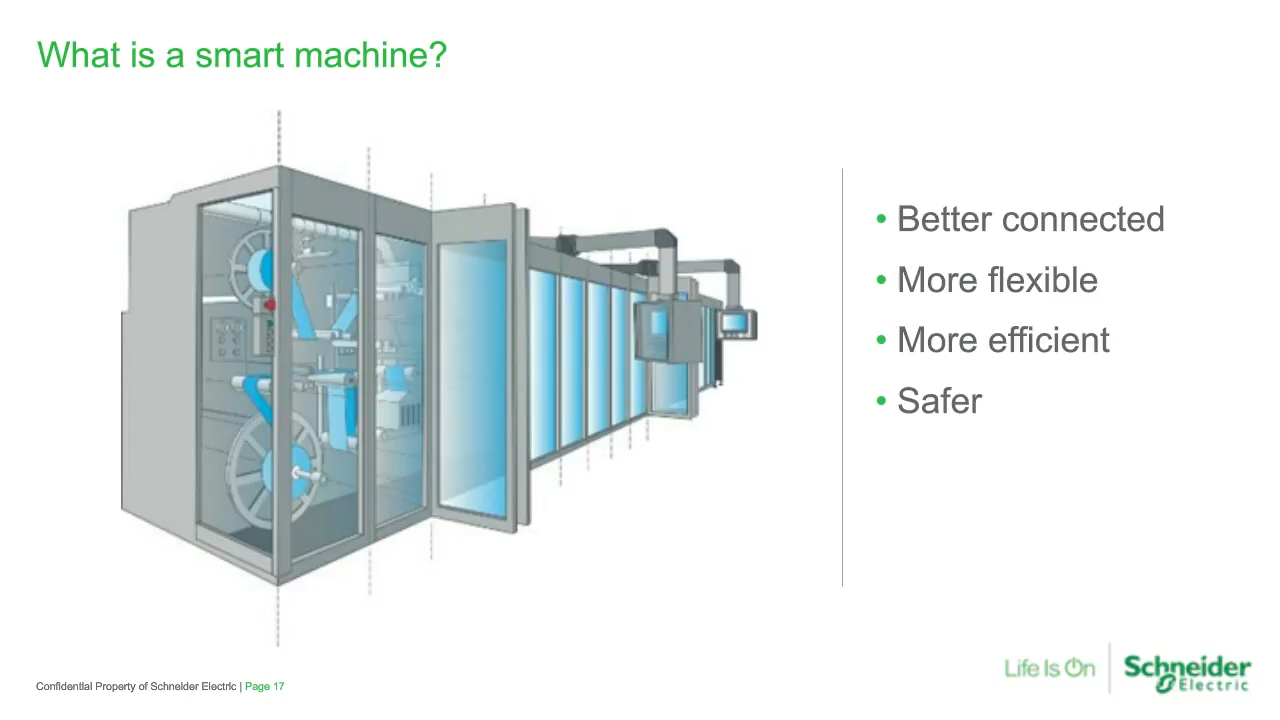 What is a smart machine?
• Better connected
• More flexible
• More efficient
• Safer
Confidential Property of Schneider Electric | Page 17
Life Is On
Schneider
Electric